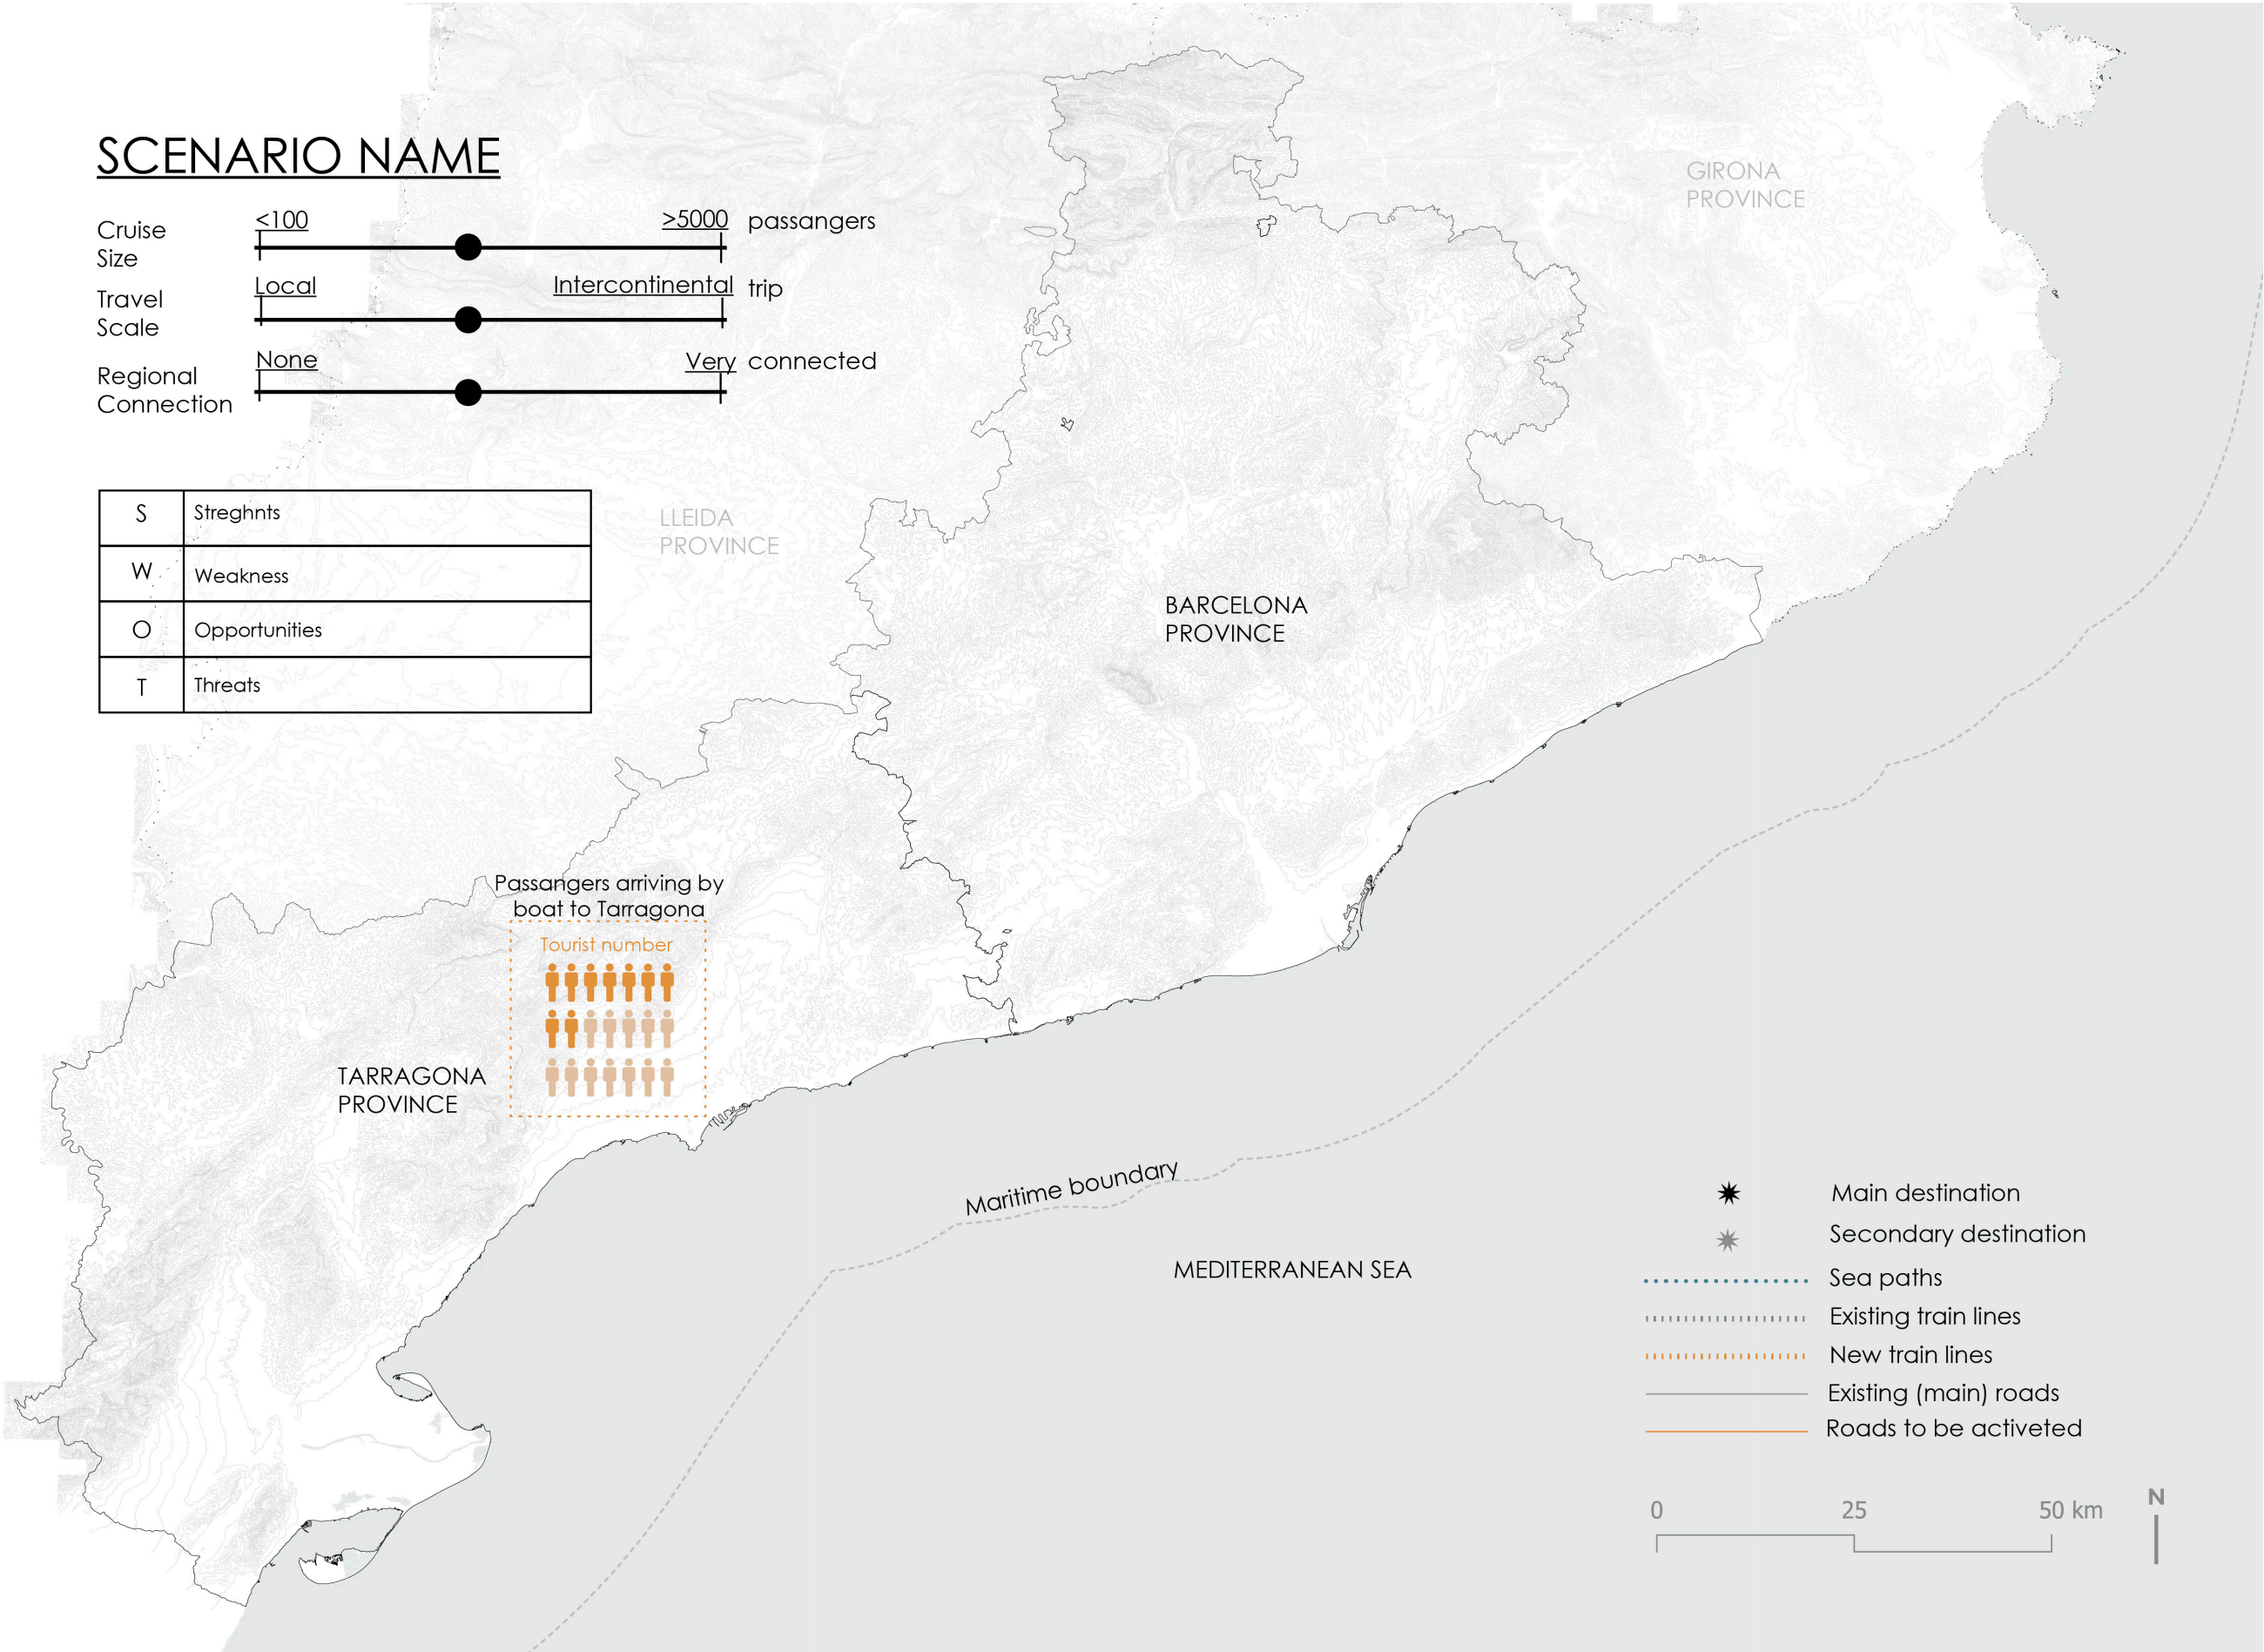 SCENARIO NAME
Cruise
Size
<100
>5000 passangers
Travel
Scale
Local
Intercontinental trip
Regional
Connection
None
Very connected
S Streghnts
W Weakness
O Opportunities
T Threats
GIRONA
PROVINCE
LLEIDA
PROVINCE
BARCELONA
PROVINCE
Passangers arriving by
boat to Tarragona
Tourist number
TARRAGONA
PROVINCE
Maritime boundary
MEDITERRANEAN SEA
Main destination
Secondary destination
Sea paths
Existing train lines
New train lines
Existing (main) roads
Roads to be activeted
0 25 50 km
N